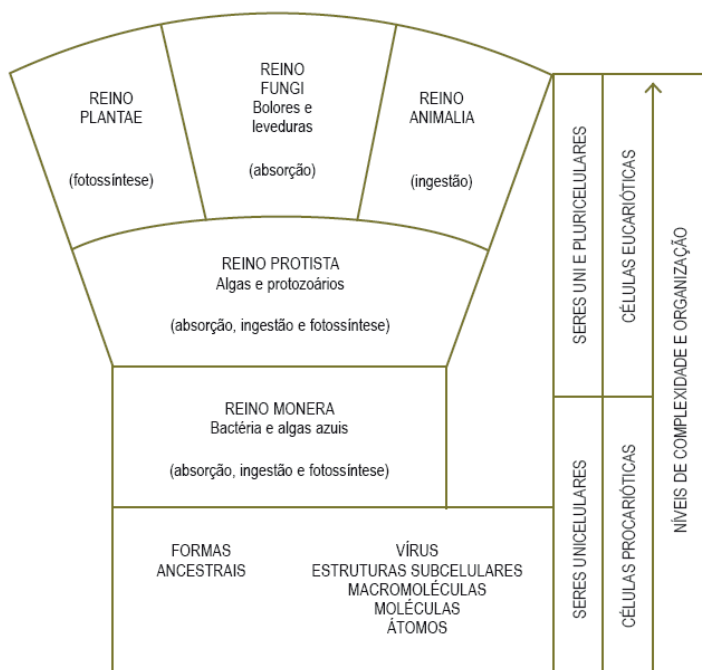 REINO
PLANTAE
(fotossíntese)
REINO
FUNGI
Bolores e
leveduras
(absorção)
REINO
ANIMALIA
(ingestão)
REINO PROTISTA
Algas e protozoários
(absorção, ingestão e fotossíntese)
REINO MONERA
Bactéria e algas azuis
(absorção, ingestão e fotossíntese)
FORMAS
ANCESTRAIS
VÍRUS
ESTRUTURAS SUBCELULARES
MACROMOLÉCULAS
MOLÉCULAS
ÁTOMOS
SERES UNI E PLURICELULARES
CÉLULAS EUCARIÓTICAS
SERES UNICELULARES
CÉLULAS PROCARIÓTICAS
NÍVEIS DE COMPLEXIDADE E ORGANIZAÇÃO